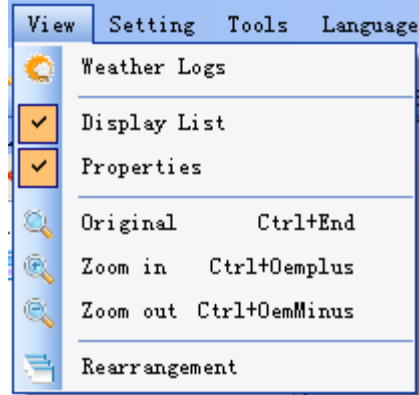 View Setting Tools Language
Weather Logs
Display List
Properties
Original Ctrl+End
Zoom in Ctrl+Oemplus
Zoom out Ctrl+OemMinus
Rearrangement